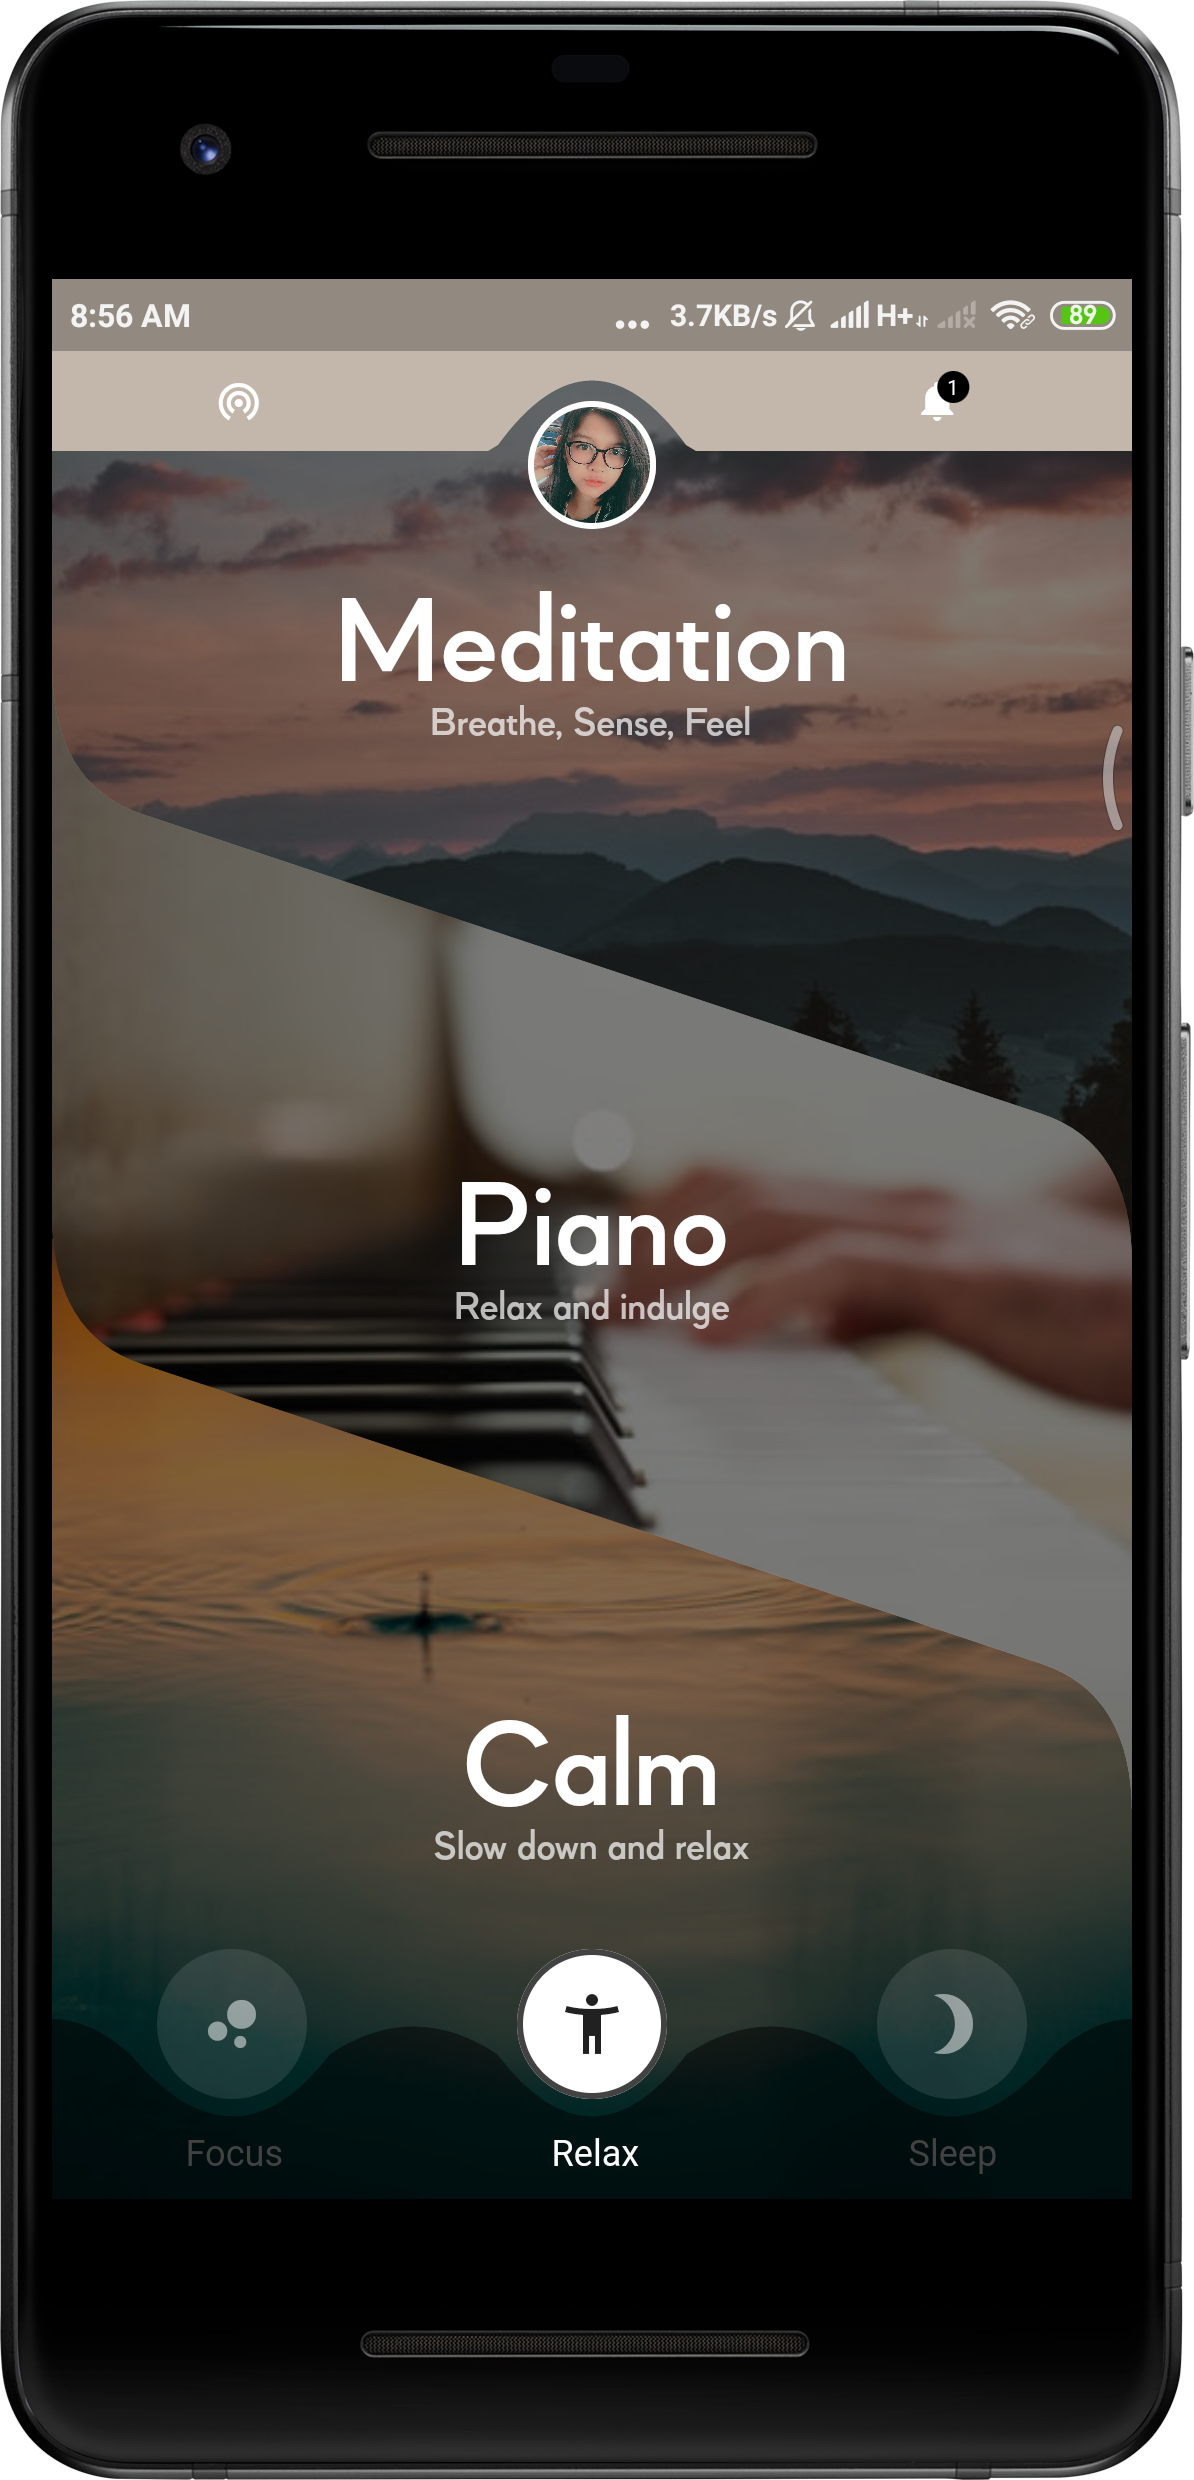 8:56 AM
... 3.7KB/s H+ 89
1
Meditation
Breathe, Sense, Feel
Piano
Relax and indulge
Calm
Slow down and relax
Focus Relax Sleep